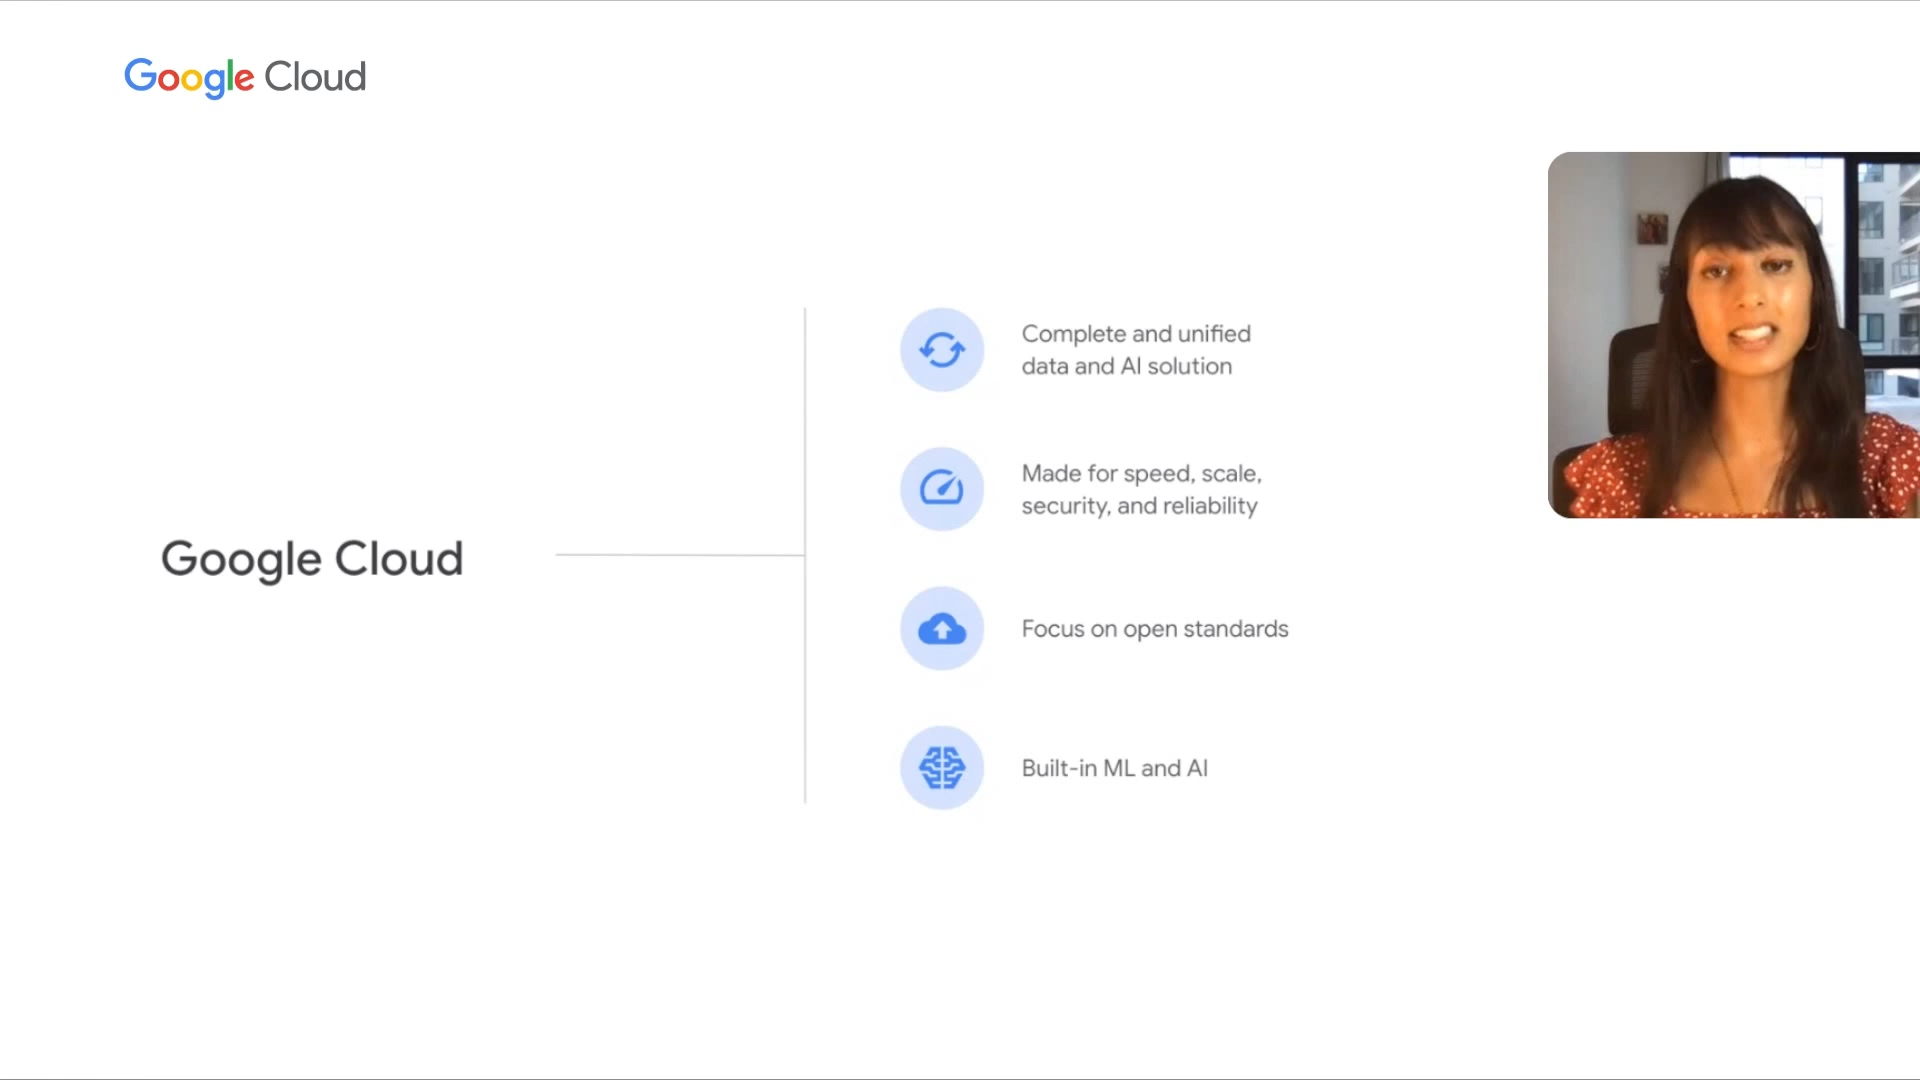 Google Cloud
Google Cloud
Complete and unified
data and AI solution
Made for speed, scale,
security, and reliability
Focus on open standards
Built-in ML and AI